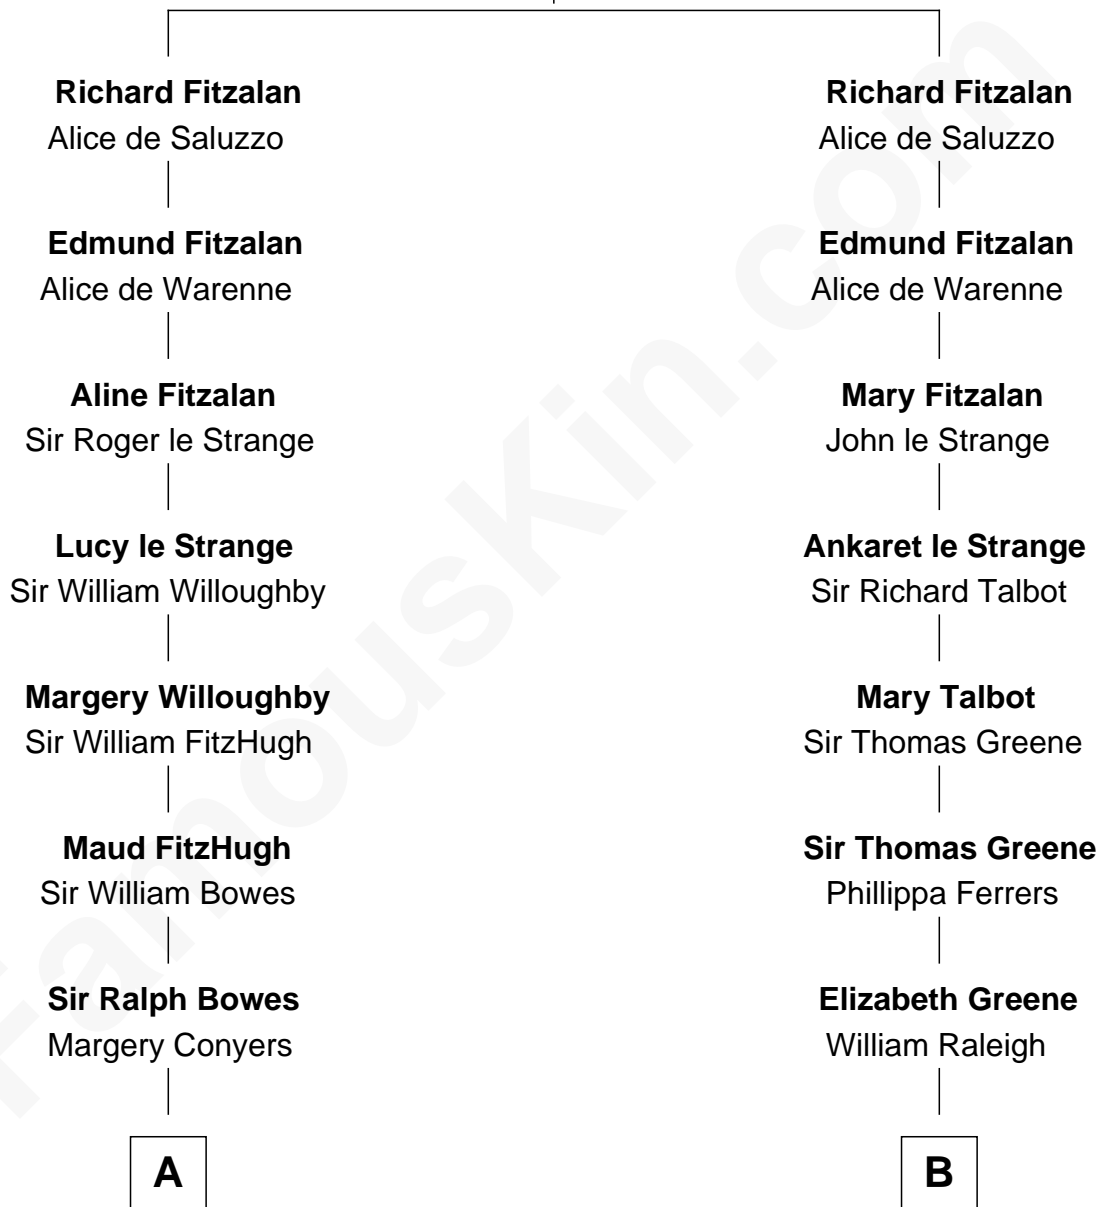 Richard Fitzalan
Alice de Saluzzo
Edmund Fitzalan
Alice de Warenne
Aline Fitzalan
Sir Roger le Strange
Lucy le Strange
Sir William Willoughby
Margery Willoughby
Sir William FitzHugh
Maud FitzHugh
Sir William Bowes
Sir Ralph Bowes
Margery Conyers
A
Richard Fitzalan
Alice de Saluzzo
Edmund Fitzalan
Alice de Warenne
Mary Fitzalan
John le Strange
Ankaret le Strange
Sir Richard Talbot
Mary Talbot
Sir Thomas Greene
Sir Thomas Greene
Phillippa Ferrers
Elizabeth Greene
William Raleigh
B
FamousKin.com